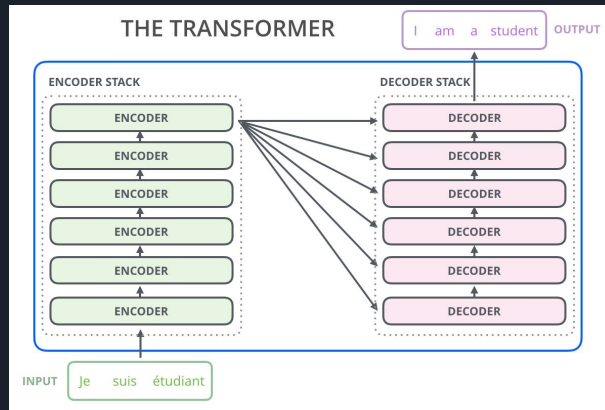 THE TRANSFORMER
I am a student
OUTPUT
ENCODER STACK
DECODER STACK
ENCODER
ENCODER
ENCODER
ENCODER
ENCODER
ENCODER
DECODER
DECODER
DECODER
DECODER
DECODER
DECODER
INPUT
Je suis étudiant